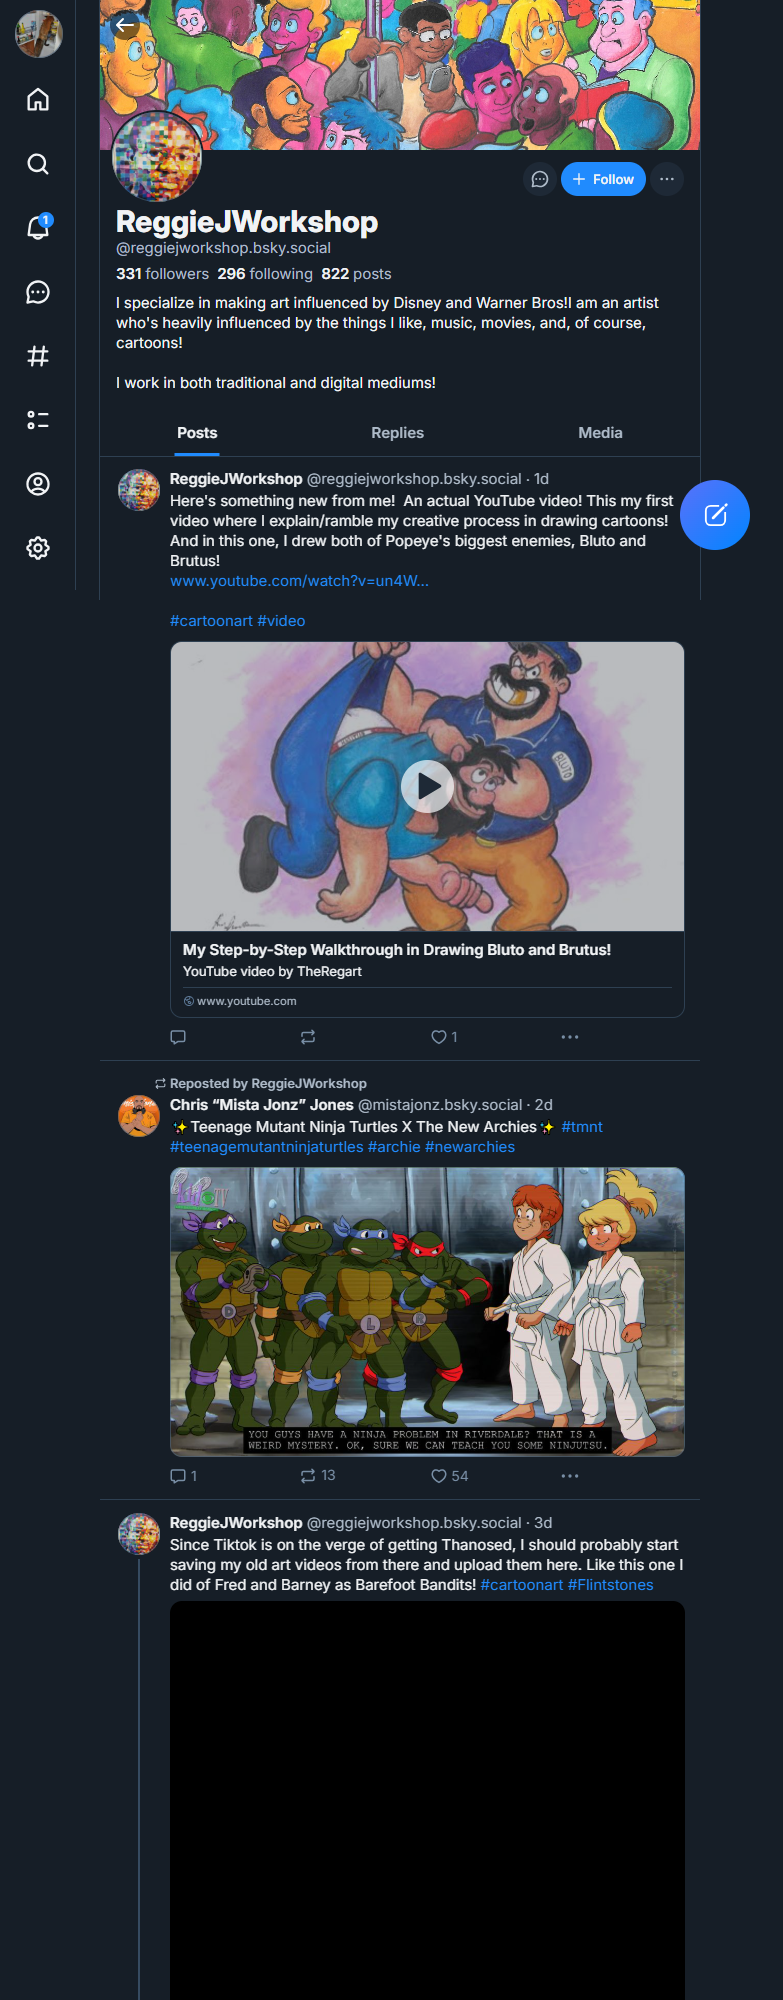 1
Follow
ReggieJWorkshop
@reggiejworkshop.bsky.social
331 followers 296 following 822 posts
I specialize in making art influenced by Disney and Warner Bros!I am an artist
who's heavily influenced by the things I like, music, movies, and, of course,
cartoons!
I work in both traditional and digital mediums!
Posts Replies Media
ReggieJWorkshop @reggiejworkshop.bsky.social · 1d
Here's something new from me! An actual YouTube video! This my first
video where I explain/ramble my creative process in drawing cartoons!
And in this one, I drew both of Popeye's biggest enemies, Bluto and
Brutus!
www.youtube.com/watch?v=un4W...
#cartoonart #video
BLUTO
My Step-by-Step Walkthrough in Drawing Bluto and Brutus!
YouTube video by TheRegart
www.youtube.com
1
Reposted by ReggieJWorkshop
Chris “Mista Jonz” Jones @mistajonz.bsky.social · 2d
✨Teenage Mutant Ninja Turtles X The New Archies✨ #tmnt
#teenagemutantninjaturtles #archie #newarchies
TV
D L R
YOU GUYS HAVE A NINJA PROBLEM IN RIVERDALE? THAT IS A
WEIRD MYSTERY. OK, SURE WE CAN TEACH YOU SOME NINJUTSU.
1 13 54
ReggieJWorkshop @reggiejworkshop.bsky.social · 3d
Since Tiktok is on the verge of getting Thanosed, I should probably start
saving my old art videos from there and upload them here. Like this one I
did of Fred and Barney as Barefoot Bandits! #cartoonart #Flintstones